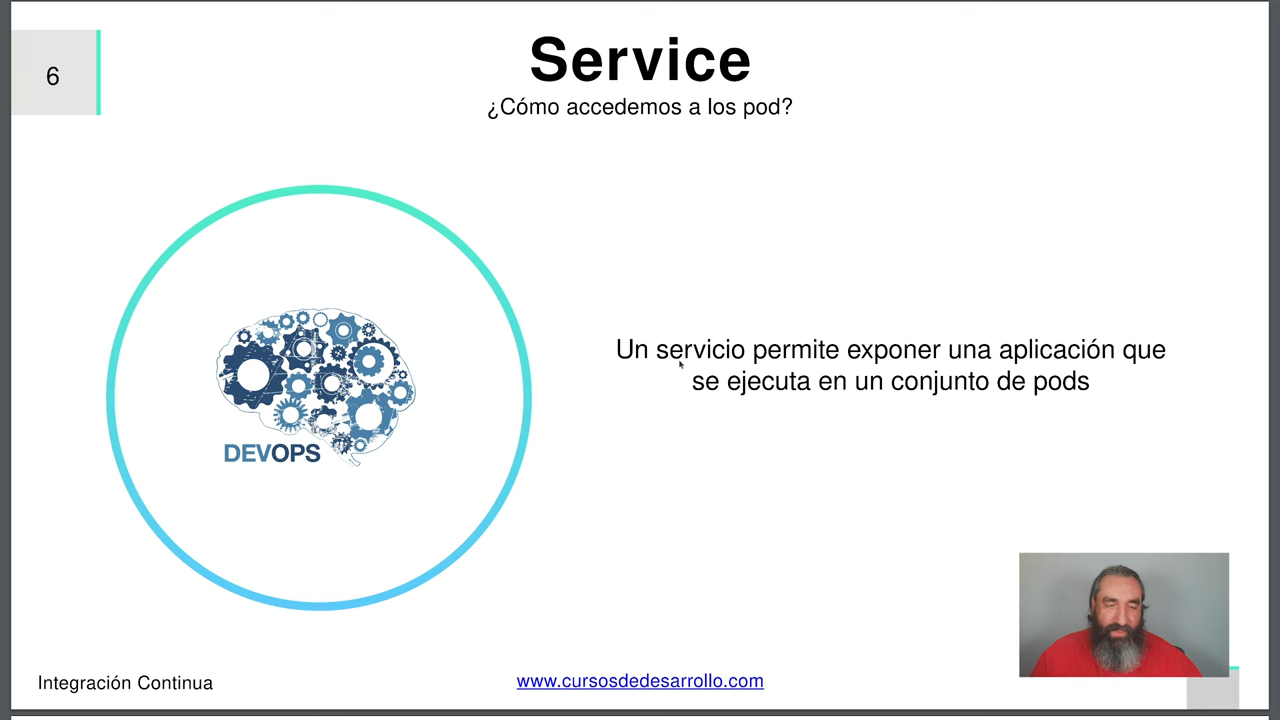 6
Service
¿Cómo accedemos a los pod?
Un servicio permite exponer una aplicación que
se ejecuta en un conjunto de pods
DEVOPS
Integración Continua
www.cursosdedesarrollo.com